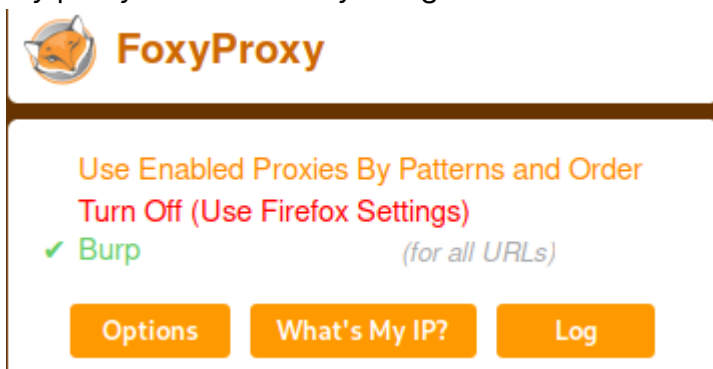 FoxyProxy
Use Enabled Proxies By Patterns and Order
Turn Off (Use Firefox Settings)
✔ Burp (for all URLs)
Options What's My IP? Log